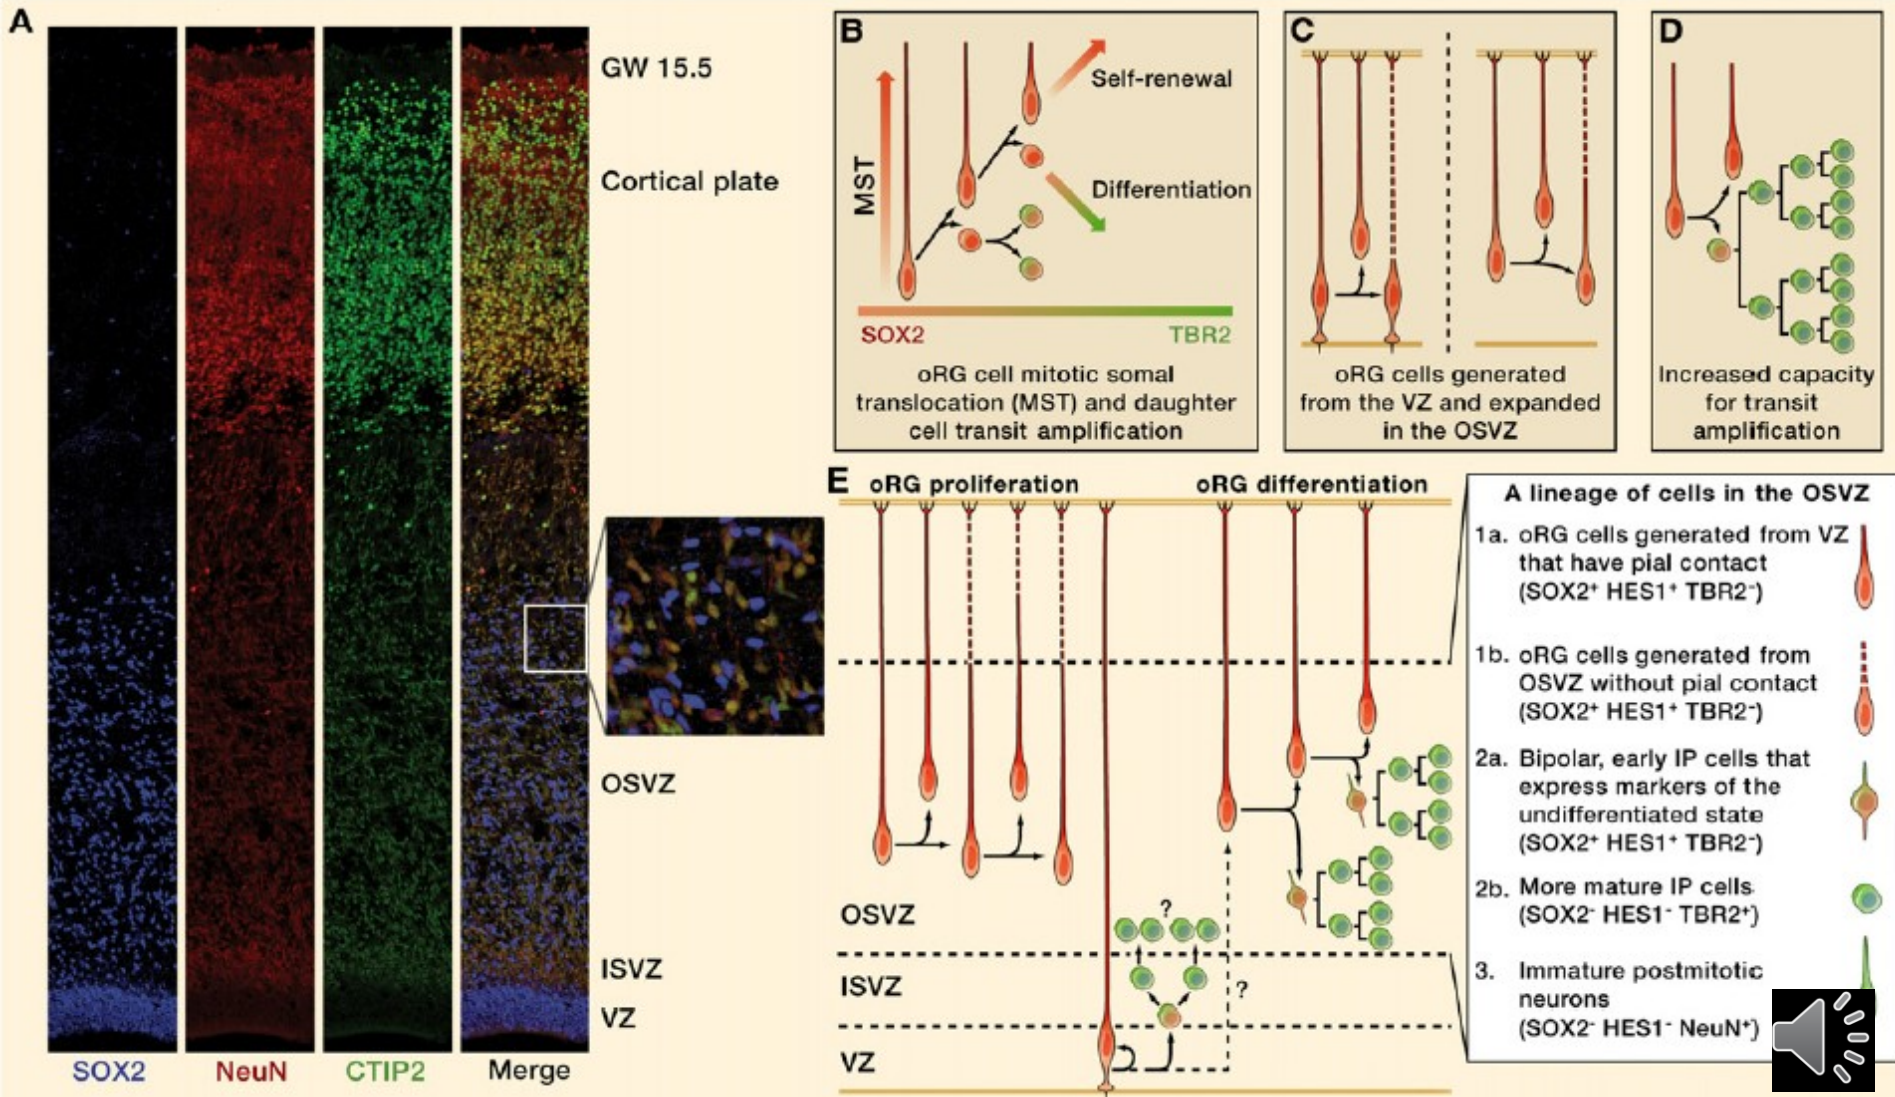 A
GW 15.5
Cortical plate
OSVZ
ISVZ
VZ
SOX2
NeuN
CTIP2
Merge
B
MST
Self-renewal
Differentiation
SOX2
TBR2
oRG cell mitotic somal
translocation (MST) and daughter
cell transit amplification
C
oRG cells generated
from the VZ and expanded
in the OSVZ
D
Increased capacity
for transit
amplification
E
oRG proliferation
oRG differentiation
OSVZ
?
ISVZ
?
VZ
A lineage of cells in the OSVZ
1a. oRG cells generated from VZ
that have pial contact
(SOX2⁺ HES1⁺ TBR2⁻)
1b. oRG cells generated from
OSVZ without pial contact
(SOX2⁺ HES1⁺ TBR2⁻)
2a. Bipolar, early IP cells that
express markers of the
undifferentiated state
(SOX2⁺ HES1⁺ TBR2⁻)
2b. More mature IP cells
(SOX2⁻ HES1⁻ TBR2⁺)
3. Immature postmitotic
neurons
(SOX2⁻ HES1⁻ NeuN⁺)